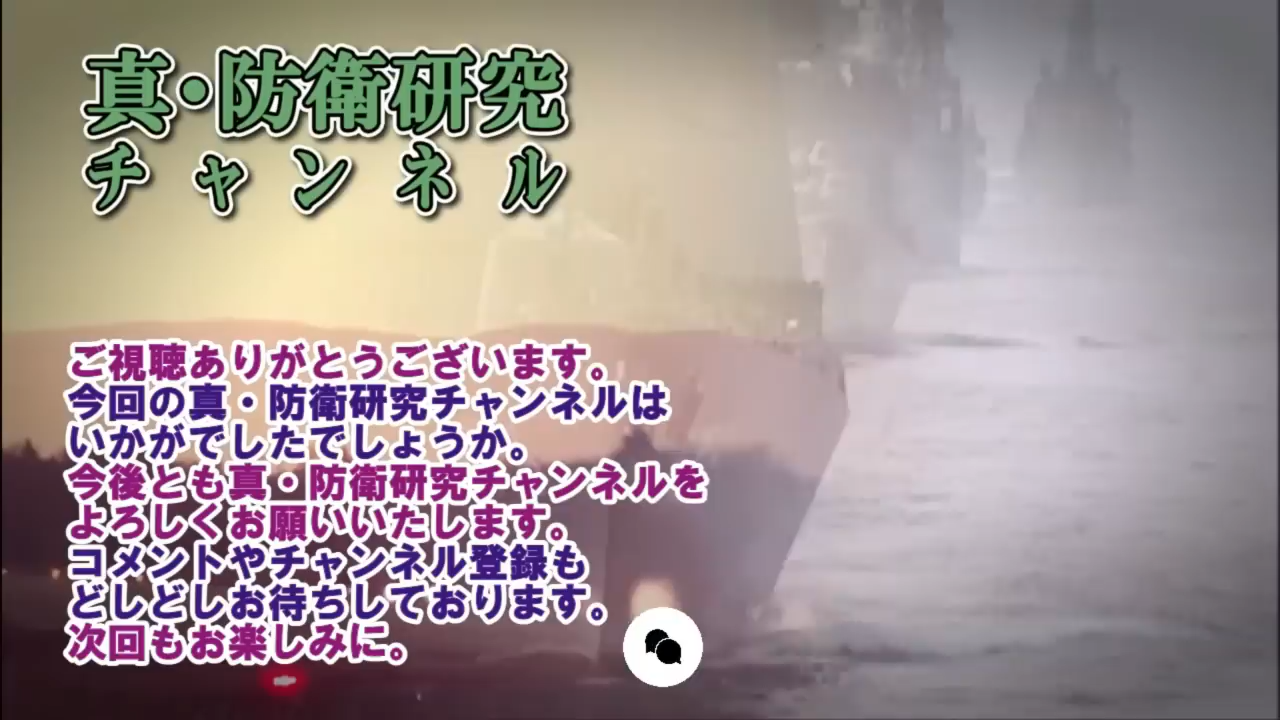 真・防衛研究
チャンネル
ご視聴ありがとうございます。
今回の真・防衛研究チャンネルは
いかがでしたでしょうか。
今後とも真・防衛研究チャンネルを
よろしくお願いいたします。
コメントやチャンネル登録も
どしどしお待ちしております。
次回もお楽しみに。